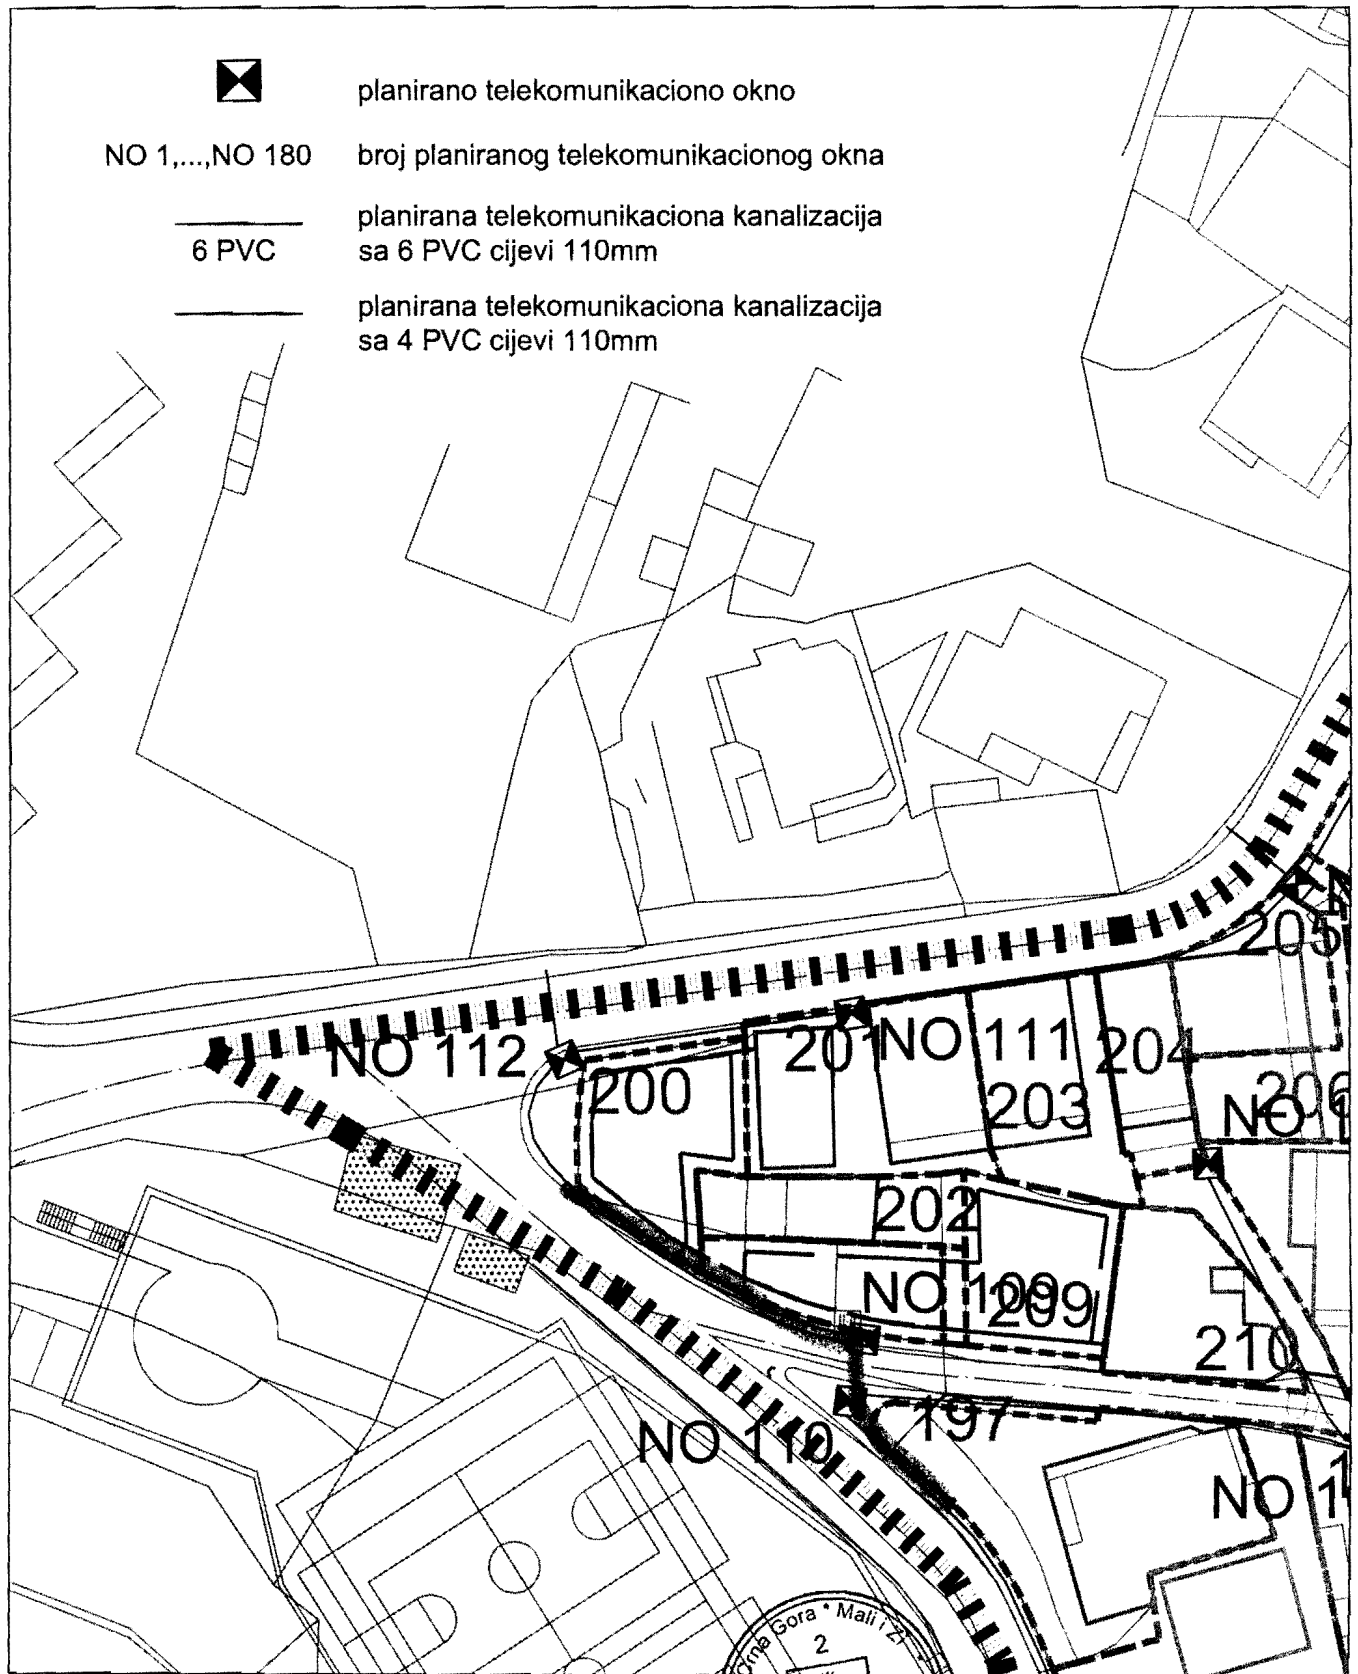 planirano telekomunikaciono okno
NO 1,...,NO 180 broj planiranog telekomunikacionog okna
planirana telekomunikaciona kanalizacija
6 PVC sa 6 PVC cijevi 110mm
planirana telekomunikaciona kanalizacija
sa 4 PVC cijevi 110mm
205
NO 112
201
NO 111
204
200
203
206
202
NO 109
209
210
197
NO 110
Gora * Mali i
2